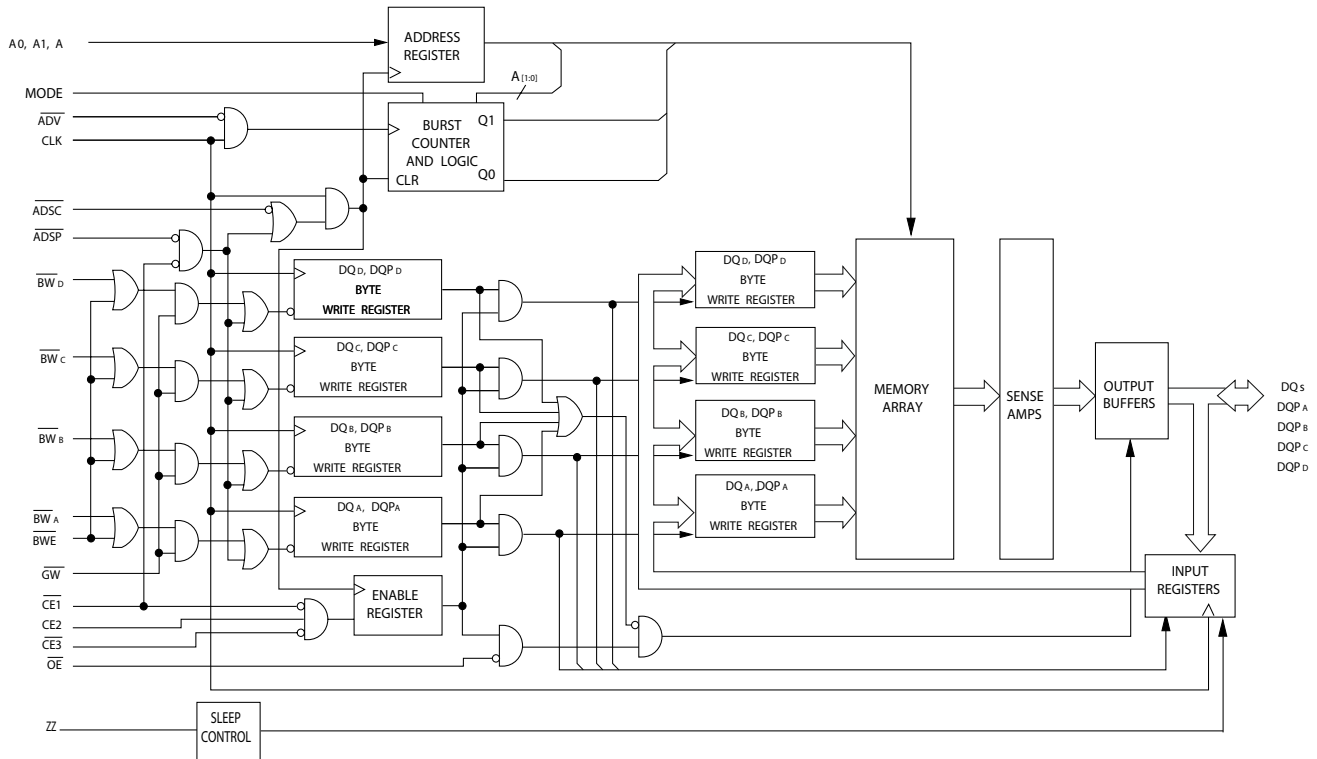 A0, A1, A
ADDRESS
REGISTER
A [1:0]
MODE
ADV
CLK
BURST
COUNTER
AND LOGIC
CLR
Q1
Q0
ADSC
ADSP
BW D
DQ D, DQP D
BYTE
WRITE REGISTER
DQ D, DQP D
BYTE
WRITE REGISTER
BW C
DQ C, DQP C
BYTE
WRITE REGISTER
DQ C, DQP C
BYTE
WRITE REGISTER
BW B
DQ B, DQP B
BYTE
WRITE REGISTER
DQ B, DQP B
BYTE
WRITE REGISTER
BW A
BWE
DQ A, DQP A
BYTE
WRITE REGISTER
DQ A, DQP A
BYTE
WRITE REGISTER
MEMORY
ARRAY
SENSE
AMPS
OUTPUT
BUFFERS
DQ s
DQP A
DQP B
DQP C
DQP D
INPUT
REGISTERS
GW
CE1
CE2
CE3
OE
ENABLE
REGISTER
ZZ
SLEEP
CONTROL